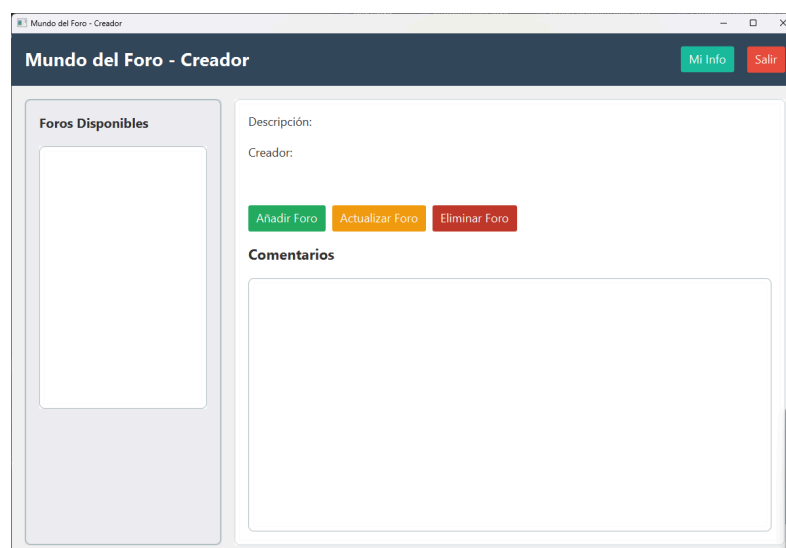 Mundo del Foro - Creador
Mundo del Foro - Creador
Mi Info
Salir
Foros Disponibles
Descripción:
Creador:
Añadir Foro
Actualizar Foro
Eliminar Foro
Comentarios